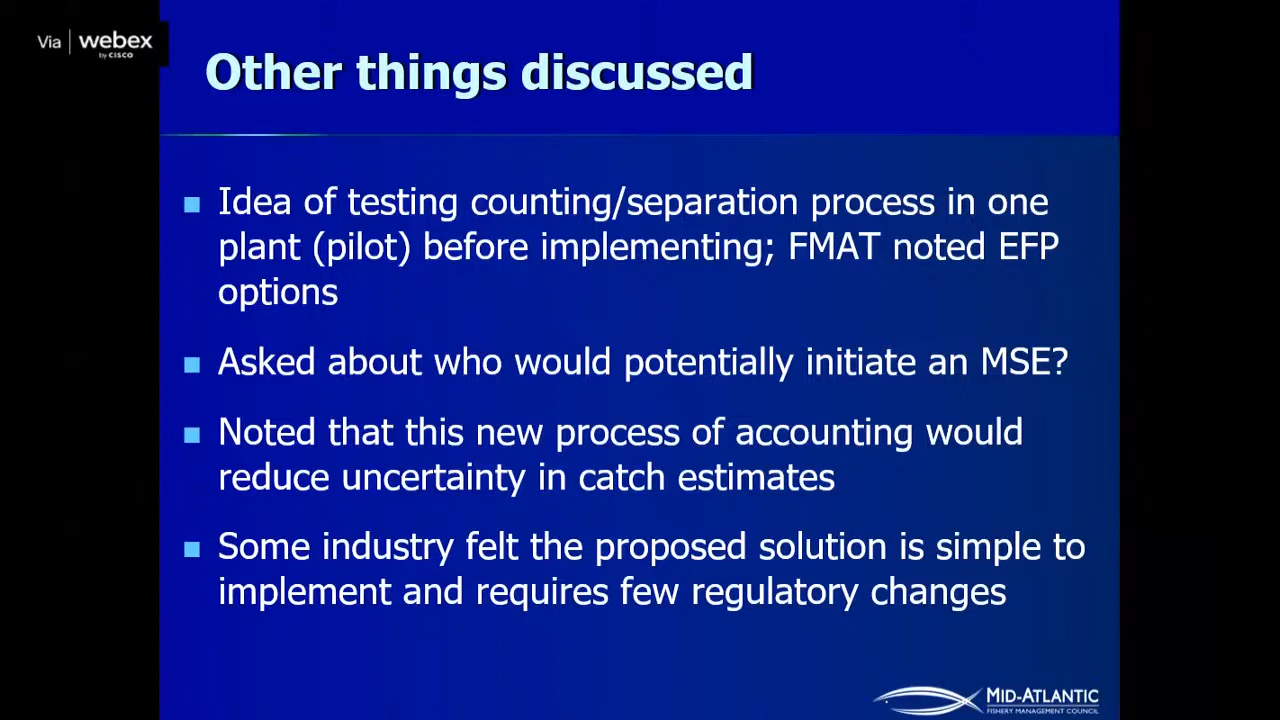 Via | webex
by CISCO
Other things discussed
Idea of testing counting/separation process in one
plant (pilot) before implementing; FMAT noted EFP
options
Asked about who would potentially initiate an MSE?
Noted that this new process of accounting would
reduce uncertainty in catch estimates
Some industry felt the proposed solution is simple to
implement and requires few regulatory changes
MID-ATLANTIC
FISHERY MANAGEMENT COUNCIL